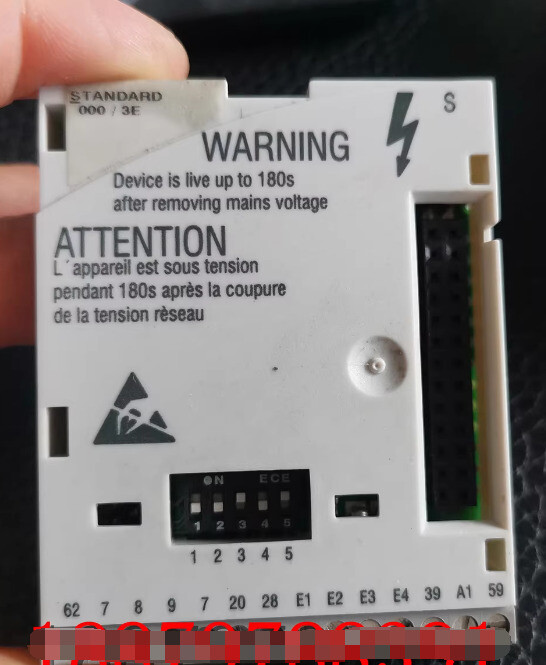 STANDARD
000 / 3E
S
WARNING
Device is live up to 180s
after removing mains voltage
ATTENTION
L´appareil est sous tension
pendant 180s après la coupure
de la tension rèseau
ON ECE
1 2 3 4 5
1 2 3 4 5
62 7 8 9 7 20 28 E1 E2 E3 E4 39 A1 59